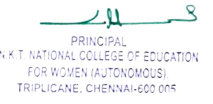 PRINCIPAL
N.K.T. NATIONAL COLLEGE OF EDUCATION
FOR WOMEN (AUTONOMOUS),
TRIPLICANE, CHENNAI-600 005